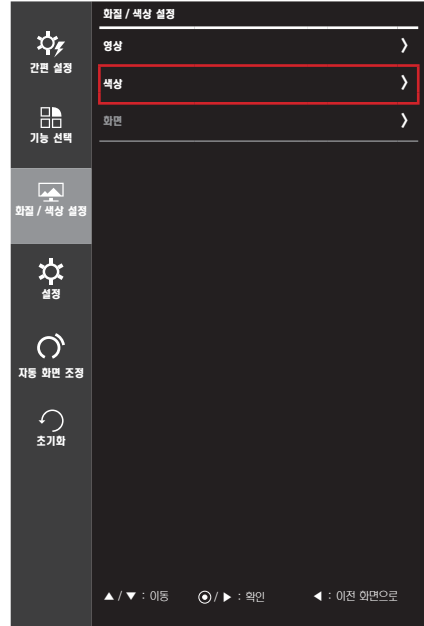 화질 / 색상 설정
영상 〉
색상 〉
화면 〉
간편 설정
기능 선택
화질 / 색상 설정
설정
자동 화면 조정
초기화
▲ / ▼ : 이동 ⦿ / ▶ : 확인 ◀ : 이전 화면으로